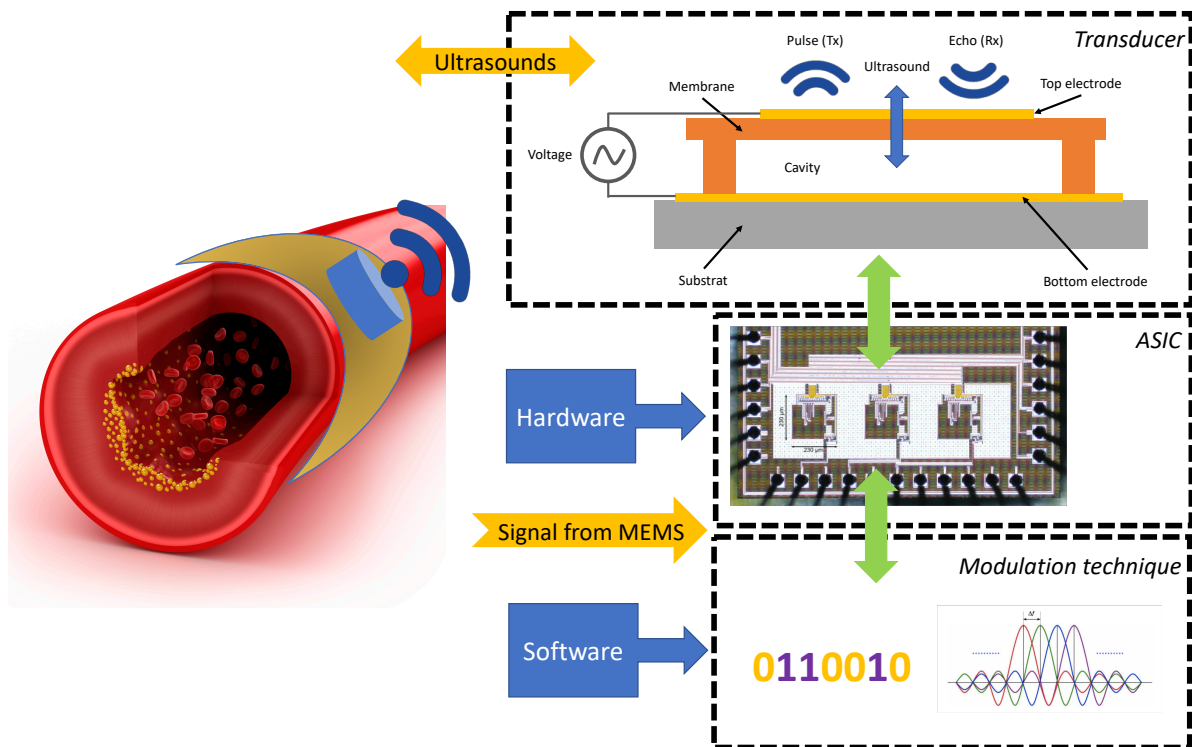 Transducer
Pulse (Tx)
Echo (Rx)
Ultrasounds
Ultrasound
Membrane
Top electrode
Voltage
Cavity
Substrat
Bottom electrode
ASIC
Hardware
230 µm
230 µm
Signal from MEMS
Modulation technique
Software
0110010
Δf